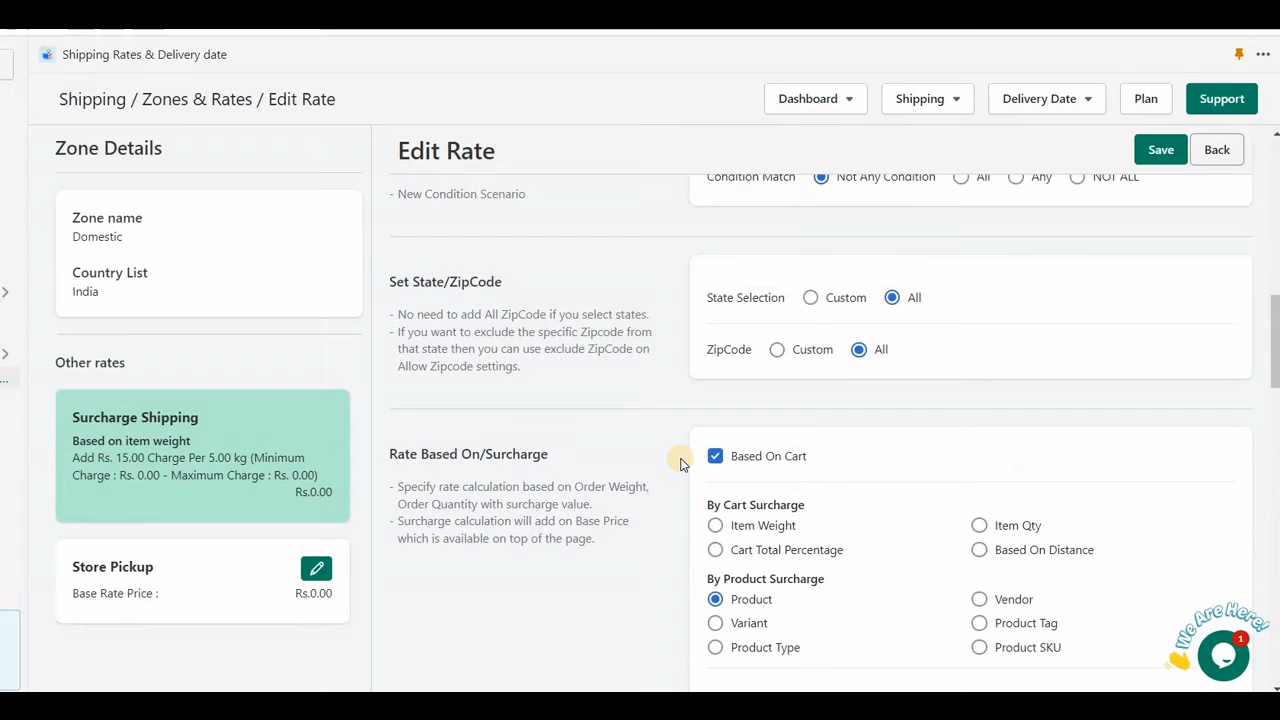 Shipping Rates & Delivery date
Shipping / Zones & Rates / Edit Rate
Dashboard
Shipping
Delivery Date
Plan
Support
Zone Details
Zone name
Domestic
Country List
India
Other rates
Surcharge Shipping
Based on item weight
Add Rs. 15.00 Charge Per 5.00 kg (Minimum
Charge : Rs. 0.00 - Maximum Charge : Rs. 0.00)
Rs.0.00
Store Pickup
Base Rate Price :
Rs.0.00
Edit Rate
Save
Back
- New Condition Scenario
Condition Match
Not Any Condition
All
Any
NOT ALL
Set State/ZipCode
- No need to add All ZipCode if you select states.
- If you want to exclude the specific Zipcode from
that state then you can use exclude ZipCode on
Allow Zipcode settings.
State Selection
Custom
All
ZipCode
Custom
All
Rate Based On/Surcharge
- Specify rate calculation based on Order Weight,
Order Quantity with surcharge value.
- Surcharge calculation will add on Base Price
which is available on top of the page.
Based On Cart
By Cart Surcharge
Item Weight
Item Qty
Cart Total Percentage
Based On Distance
By Product Surcharge
Product
Vendor
Variant
Product Tag
Product Type
Product SKU
We Are Here!
1